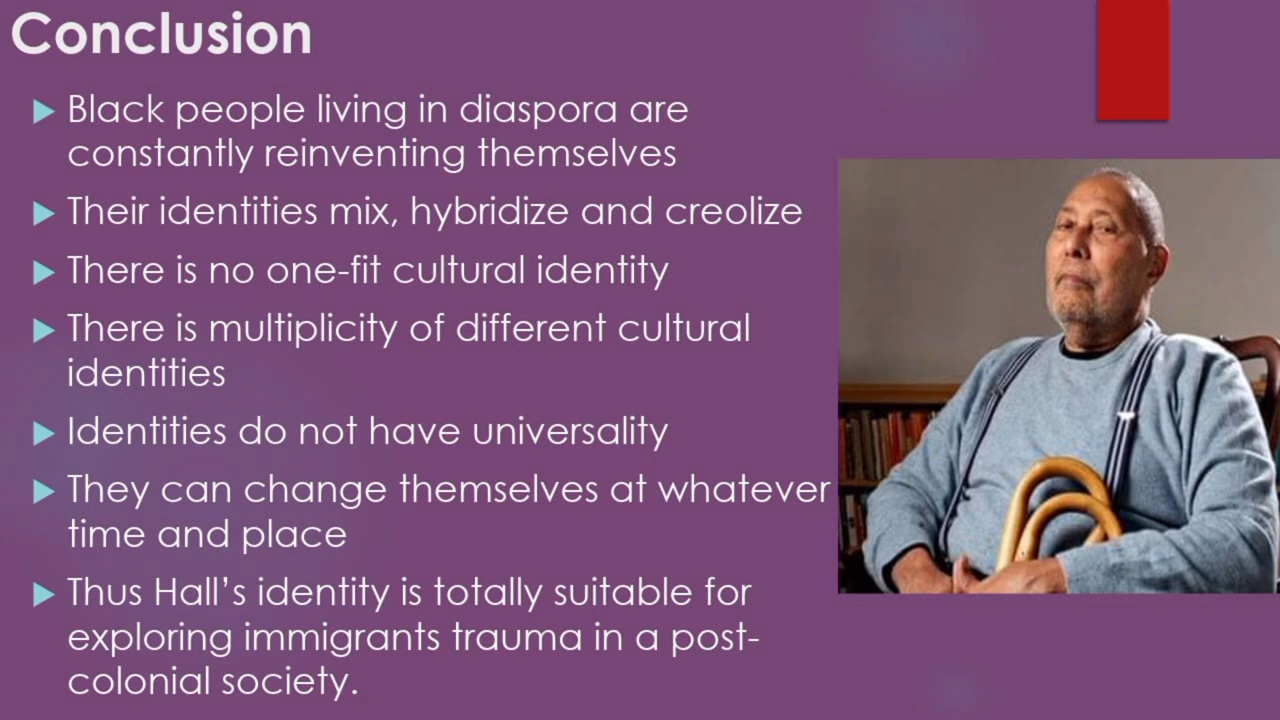 Conclusion
Black people living in diaspora are
constantly reinventing themselves
Their identities mix, hybridize and creolize
There is no one-fit cultural identity
There is multiplicity of different cultural
identities
Identities do not have universality
They can change themselves at whatever
time and place
Thus Hall’s identity is totally suitable for
exploring immigrants trauma in a post-
colonial society.